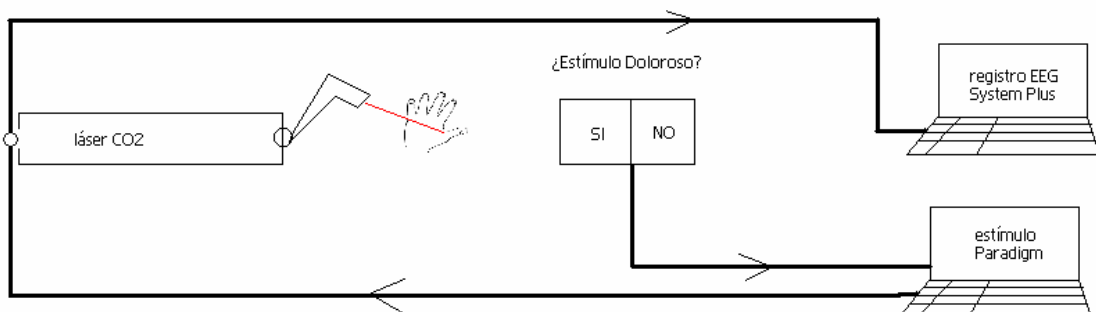 ¿Estímulo Doloroso?
registro EEG
System Plus
láser CO2
SI
NO
estímulo
Paradigm